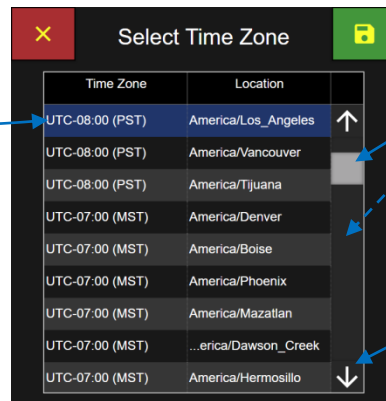 Select Time Zone
Time Zone Location
UTC-08:00 (PST) America/Los_Angeles
UTC-08:00 (PST) America/Vancouver
UTC-08:00 (PST) America/Tijuana
UTC-07:00 (MST) America/Denver
UTC-07:00 (MST) America/Boise
UTC-07:00 (MST) America/Phoenix
UTC-07:00 (MST) America/Mazatlan
UTC-07:00 (MST) ...erica/Dawson_Creek
UTC-07:00 (MST) America/Hermosillo